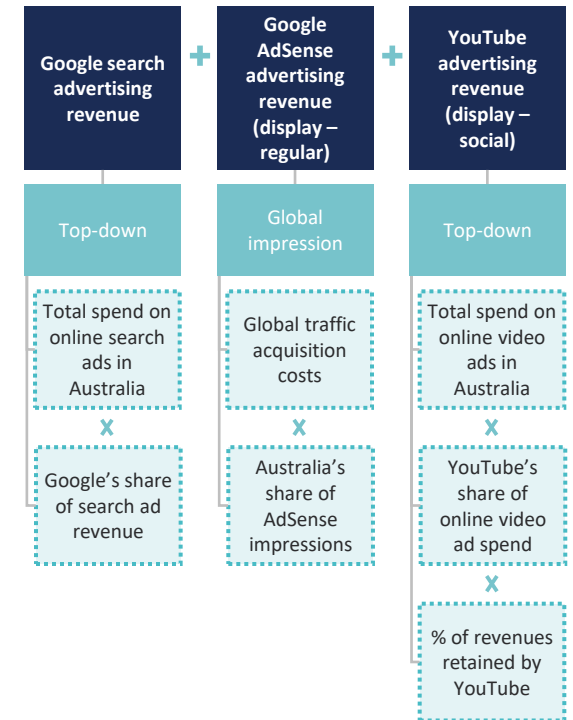 Google search
advertising
revenue
+
Google
AdSense
advertising
revenue
(display –
regular)
+
YouTube
advertising
revenue
(display –
social)
Top-down
Global
impression
Top-down
Total spend on
online search
ads in
Australia
x
Google's share
of search ad
revenue
Global traffic
acquisition
costs
x
Australia's
share of
AdSense
impressions
Total spend on
online video
ads in
Australia
x
YouTube's
share of
online video
ad spend
x
% of revenues
retained by
YouTube